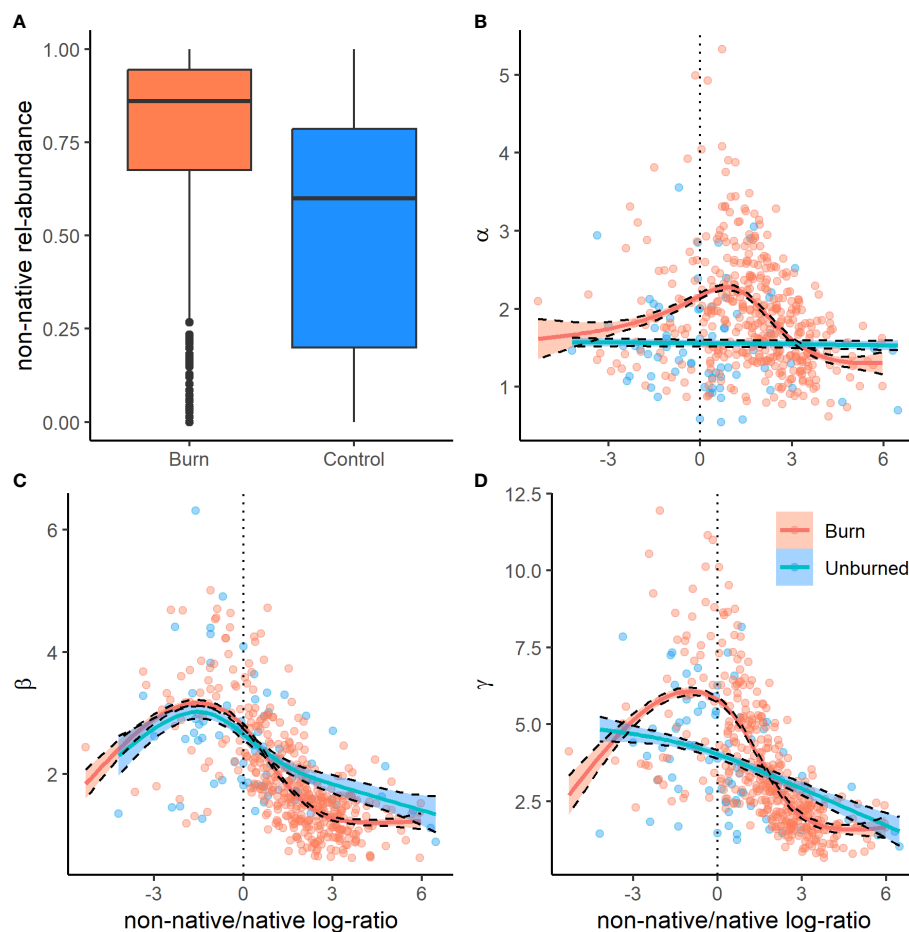 A
non-native rel-abundance
1.00
0.75
0.50
0.25
0.00
Burn
Control
B
α
5
4
3
2
1
-3
0
3
6
C
β
6
4
2
-3
0
3
6
non-native/native log-ratio
D
γ
12.5
10.0
7.5
5.0
2.5
Burn
Unburned
-3
0
3
6
non-native/native log-ratio